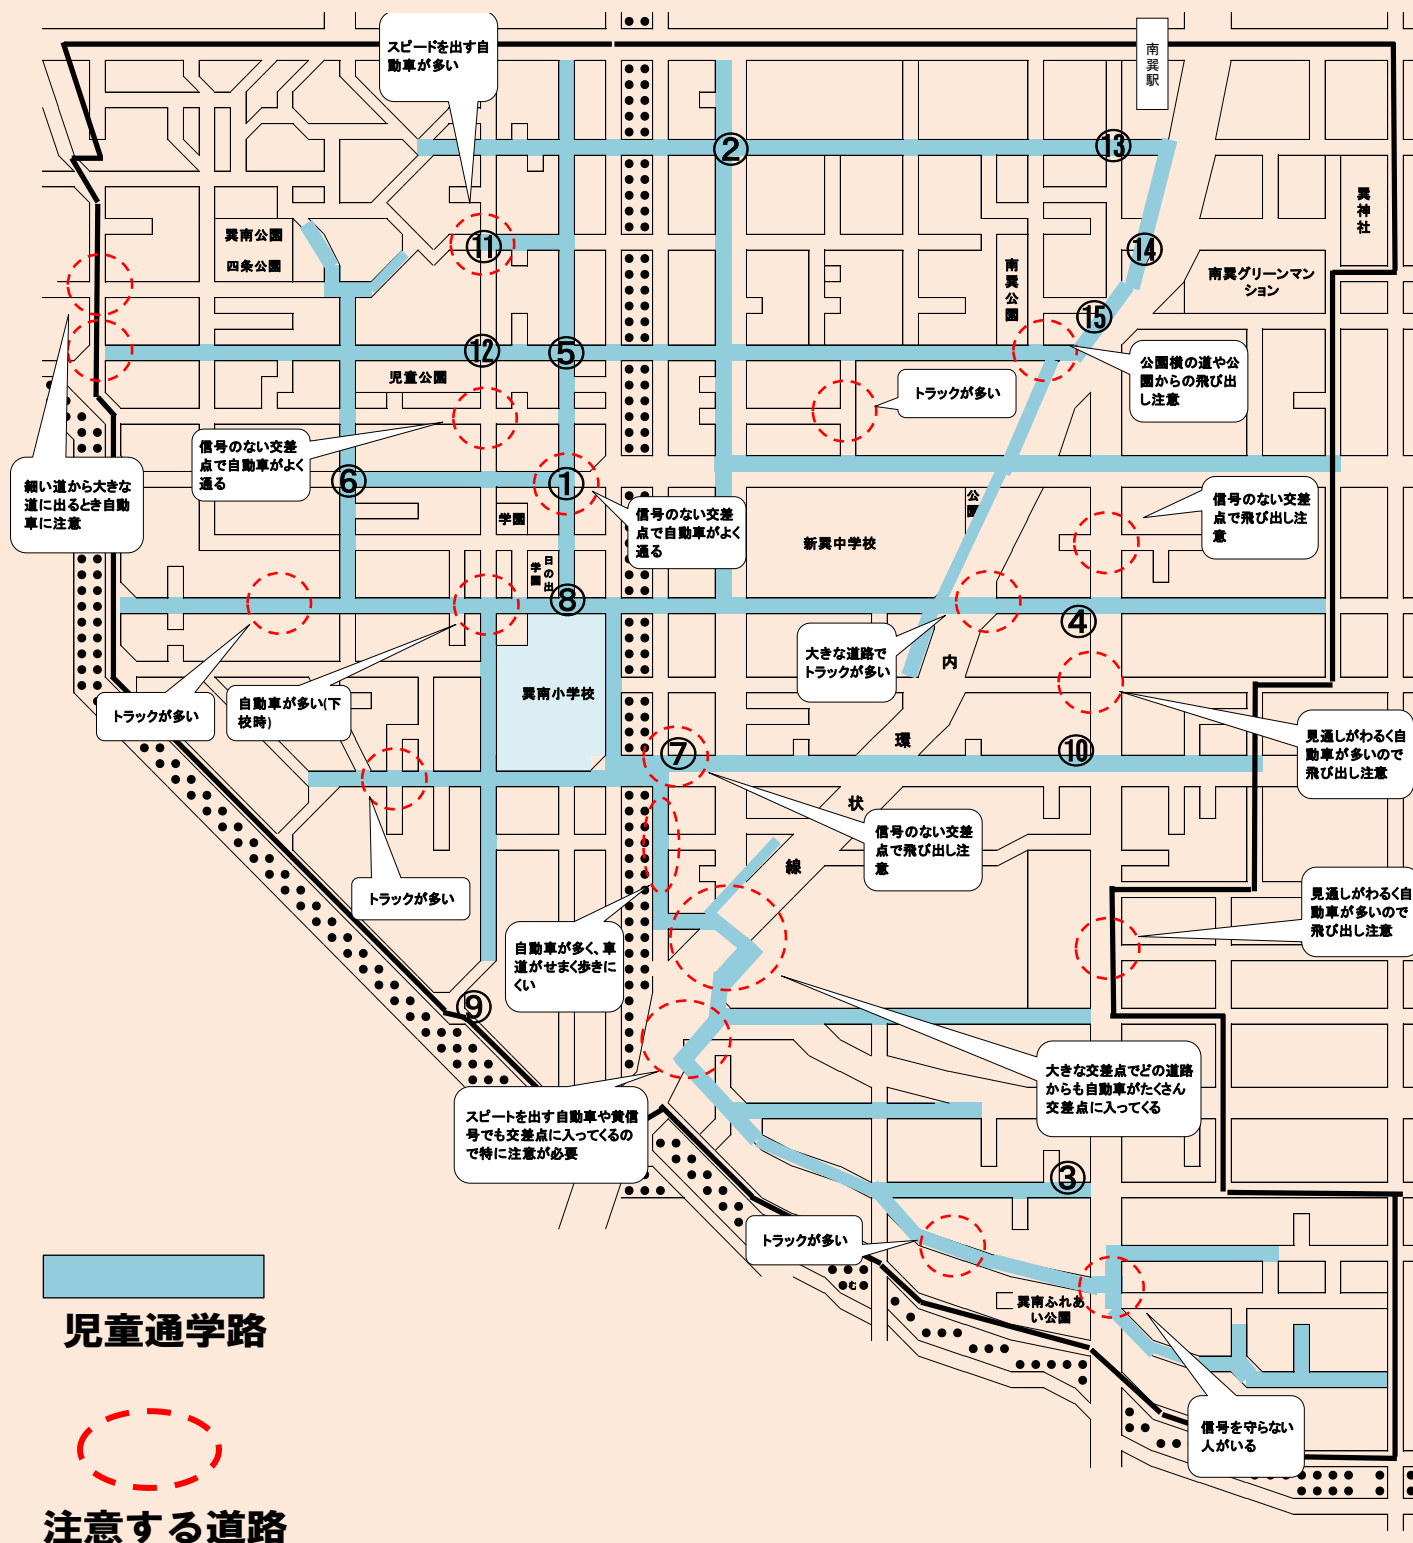 スピードを出す自
動車が多い
南
巽
駅
②
⑬
巽
神
社
巽南公園
四条公園
⑪
⑭
南
巽
公
園
南巽グリーンマン
ション
⑮
⑫
⑤
児童公園
公園横の道や公
園からの飛び出
し注意
トラックが多い
信号のない交差
点で自動車がよく
通る
細い道から大きな
道に出るとき自動
車に注意
⑥
①
学園
信号のない交差
点で自動車がよく
通る
公
園
新巽中学校
信号のない交差
点で飛び出し注
意
日の出
学園
⑧
④
大きな道路で
トラックが多い
内
環
状
線
巽南小学校
トラックが多い
自動車が多い(下
校時)
⑦
⑩
見通しがわるく自
動車が多いので
飛び出し注意
信号のない交差
点で飛び出し注
意
トラックが多い
見通しがわるく自
動車が多いので
飛び出し注意
自動車が多く、車
道がせまく歩きに
くい
⑨
大きな交差点でどの道路
からも自動車がたくさん
交差点に入ってくる
スピートを出す自動車や黄信
号でも交差点に入ってくるの
で特に注意が必要
③
トラックが多い
む
巽南ふれあ
い公園
信号を守らない
人がいる
児童通学路
注意する道路